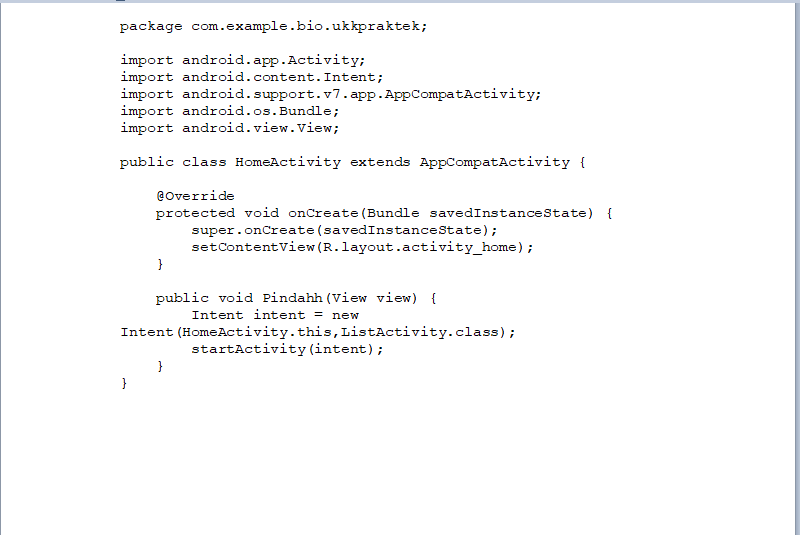 package com.example.bio.ukkpraktek;

import android.app.Activity;
import android.content.Intent;
import android.support.v7.app.AppCompatActivity;
import android.os.Bundle;
import android.view.View;

public class HomeActivity extends AppCompatActivity {

    @Override
    protected void onCreate(Bundle savedInstanceState) {
        super.onCreate(savedInstanceState);
        setContentView(R.layout.activity_home);
    }

    public void Pindahh(View view) {
        Intent intent = new
Intent(HomeActivity.this,ListActivity.class);
        startActivity(intent);
    }
}